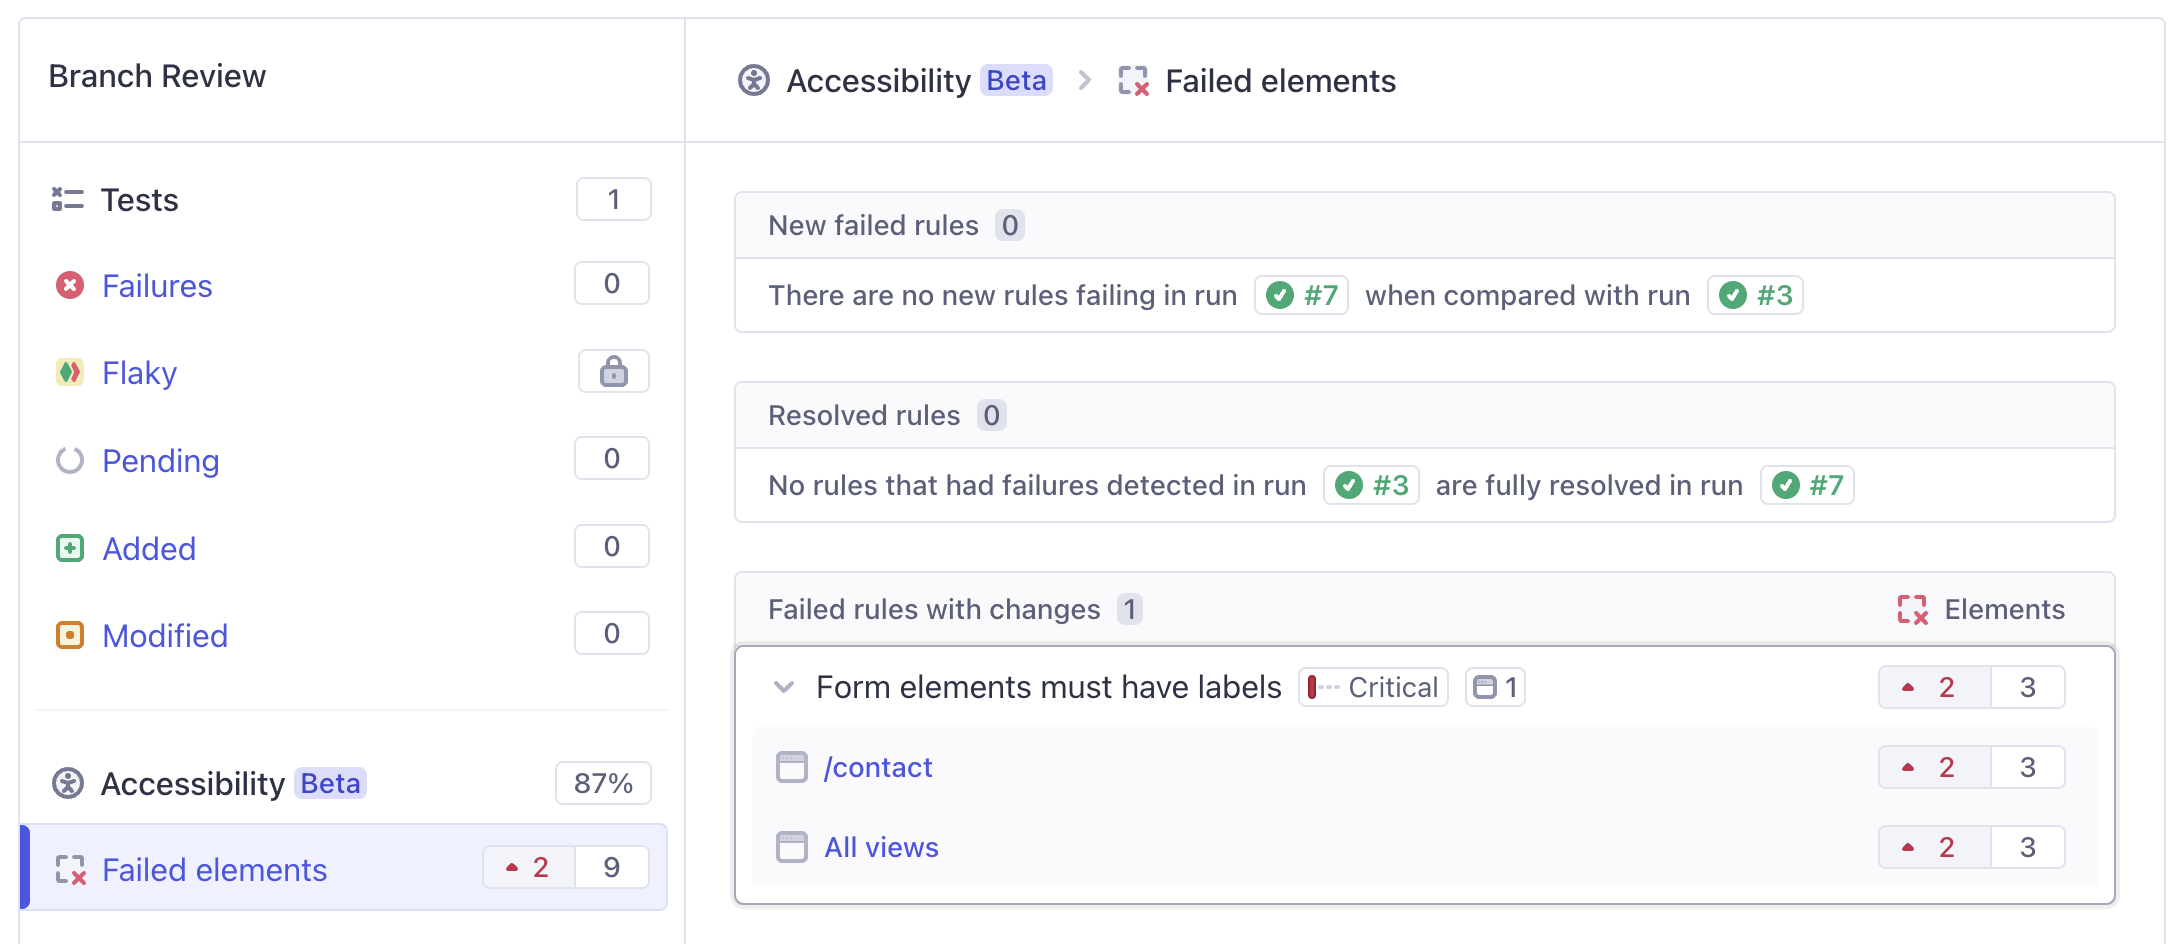 Branch Review
Tests 1
Failures 0
Flaky
Pending 0
Added 0
Modified 0
Accessibility Beta 87%
Failed elements 2 9
Accessibility Beta Failed elements
New failed rules 0
There are no new rules failing in run #7 when compared with run #3
Resolved rules 0
No rules that had failures detected in run #3 are fully resolved in run #7
Failed rules with changes 1 Elements
Form elements must have labels Critical 1 2 3
/contact 2 3
All views 2 3